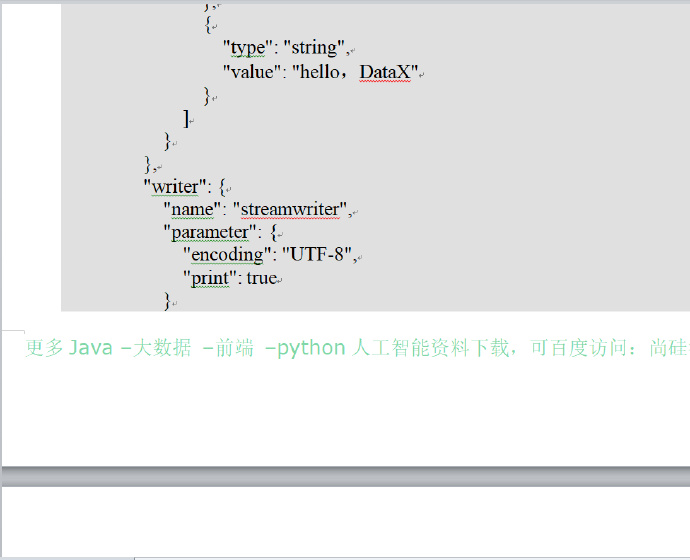 },
{
"type": "string",
"value": "hello，DataX"
}
]
}
},
"writer": {
"name": "streamwriter",
"parameter": {
"encoding": "UTF-8",
"print": true
}
更多 Java –大数据 –前端 –python 人工智能资料下载，可百度访问：尚硅